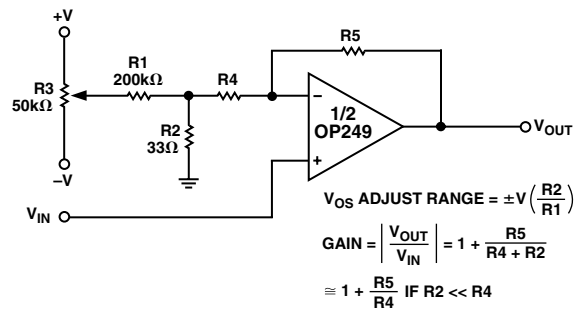 +V
R3
50kΩ
–V
R1
200kΩ
R4
R2
33Ω
R5
–
+
1/2
OP249
VOUT
VIN
VOS ADJUST RANGE = ±V (R2/R1)
GAIN = |VOUT/VIN| = 1 + R5/(R4 + R2)
≅ 1 + R5/R4 IF R2 << R4